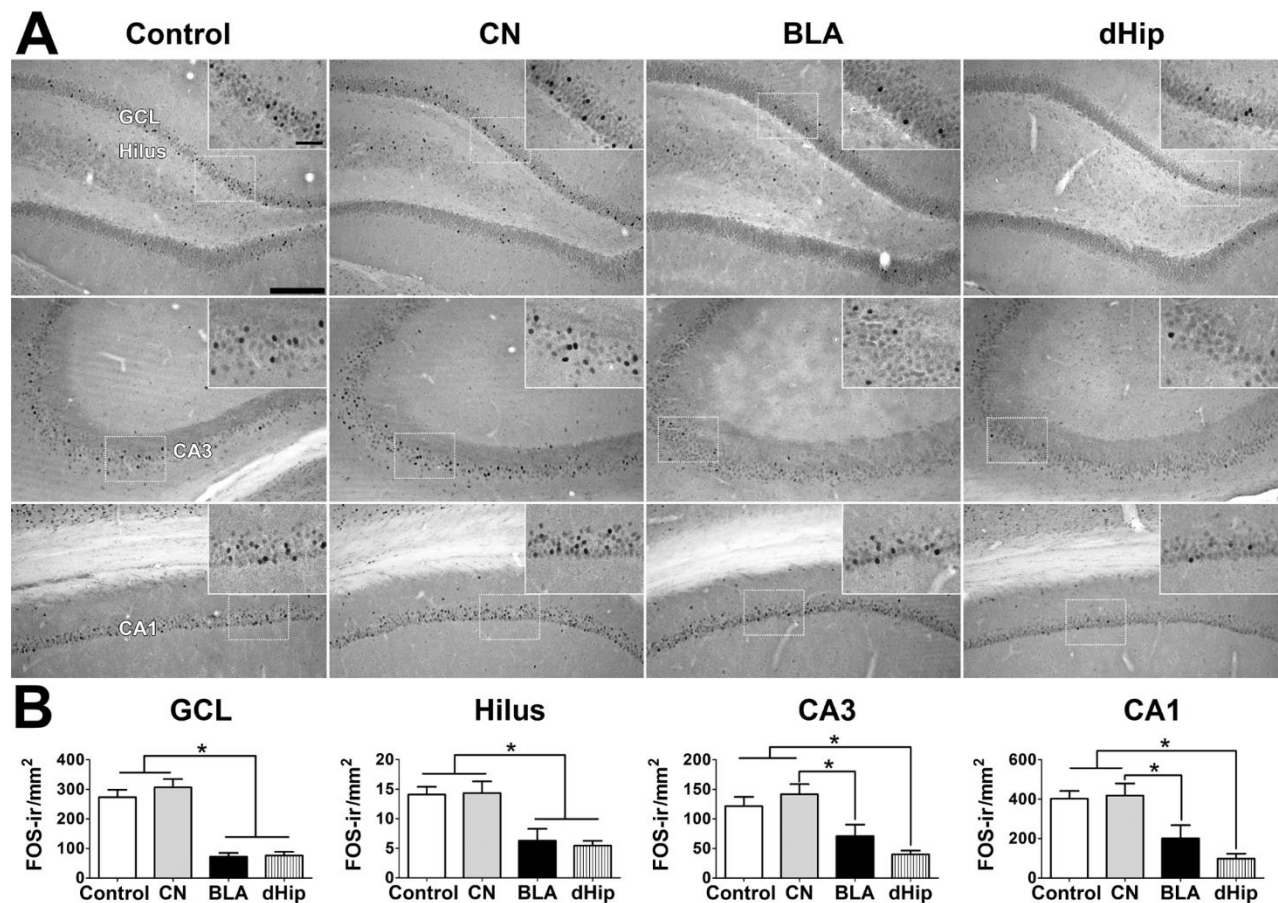 A
Control CN BLA dHip
GCL
Hilus
CA3
CA1
B
GCL Hilus CA3 CA1
FOS-ir/mm²
400
300
200
100
0
*
Control CN BLA dHip
FOS-ir/mm²
20
15
10
5
0
*
Control CN BLA dHip
FOS-ir/mm²
200
150
100
50
0
*
*
Control CN BLA dHip
FOS-ir/mm²
600
400
200
0
*
*
Control CN BLA dHip